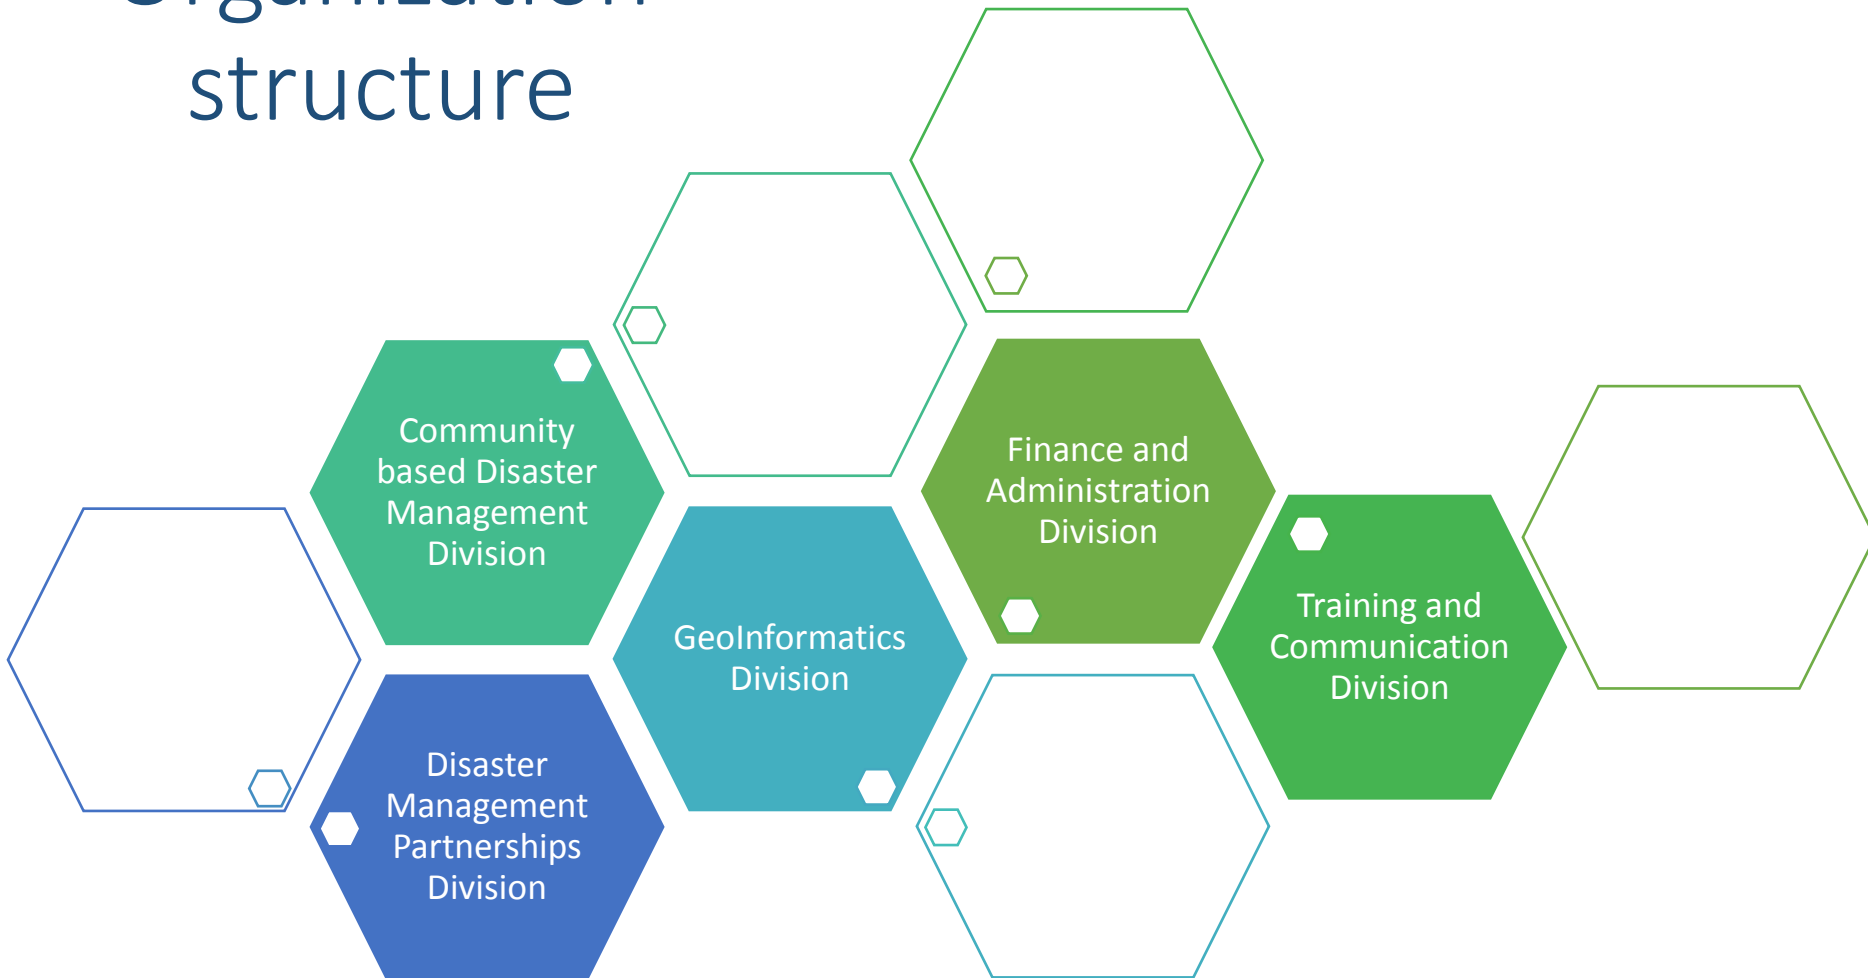 Organization
structure
Community
based Disaster
Management
Division
Finance and
Administration
Division
GeoInformatics
Division
Training and
Communication
Division
Disaster
Management
Partnerships
Division